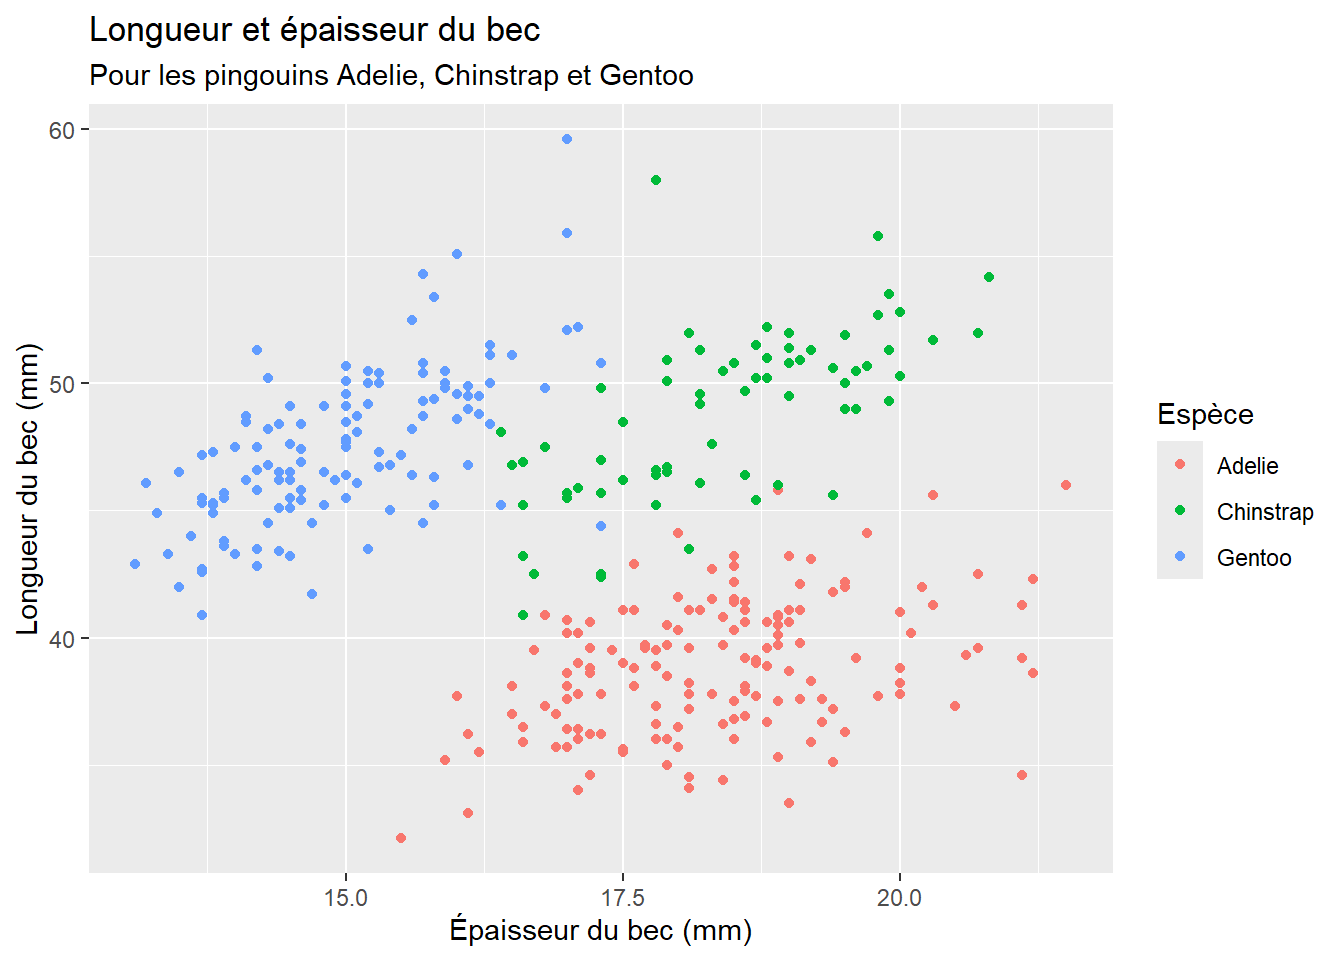 Longueur et épaisseur du bec
Pour les pingouins Adelie, Chinstrap et Gentoo
60
50
40
Longueur du bec (mm)
15.0
17.5
20.0
Épaisseur du bec (mm)
Espèce
Adelie
Chinstrap
Gentoo